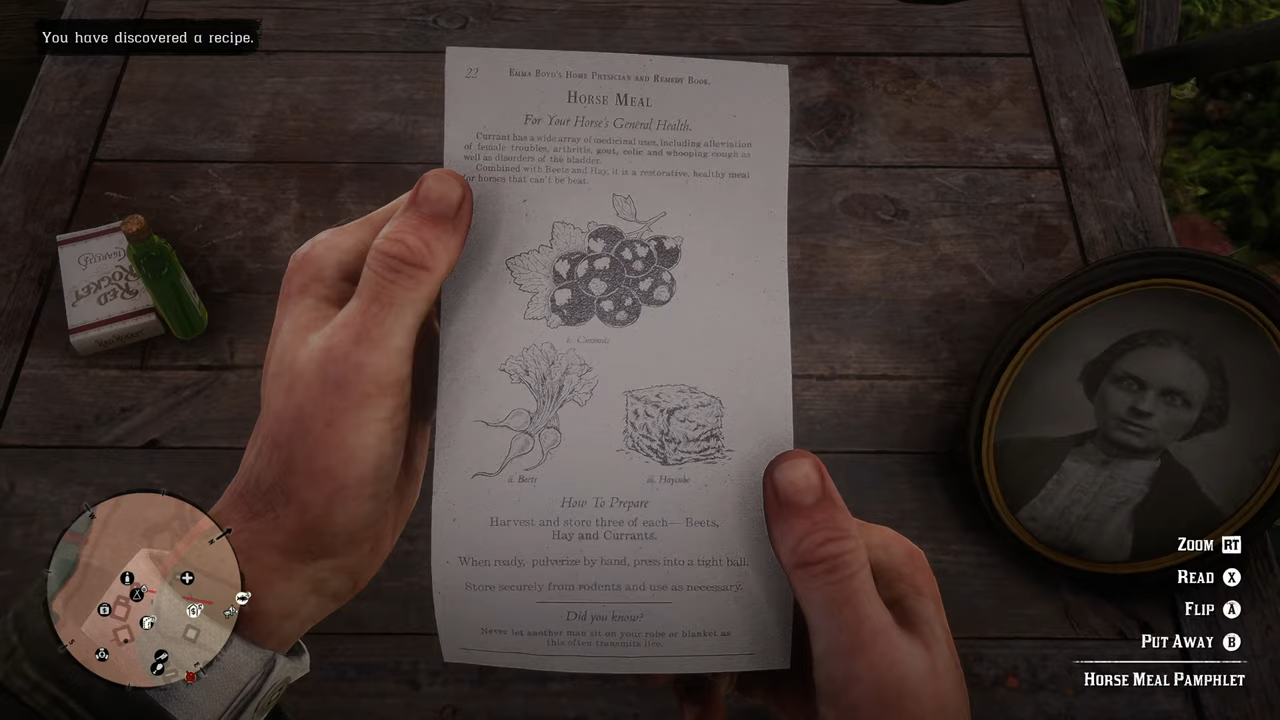 You have discovered a recipe.
22
Emma Boyd's Home Physician and Remedy Book.
Horse Meal
For Your Horse's General Health.
Currant has a wide array of medicinal uses, including alleviation
of female troubles, arthritis, gout, colic and whooping cough as
well as disorders of the bladder.
Combined with Beets and Hay, it is a restorative, healthy meal
for horses that can't be beat.
i. Currants
ii. Beets
iii. Haycube
How To Prepare
Harvest and store three of each— Beets,
Hay and Currants.
When ready, pulverize by hand, press into a tight ball.
Store securely from rodents and use as necessary.
Did you know?
Never let another man sit on your robe or blanket as
this often transmits lice.
RED
ROCKET
Zoom RT
Read X
Flip A
Put Away B
Horse Meal Pamphlet